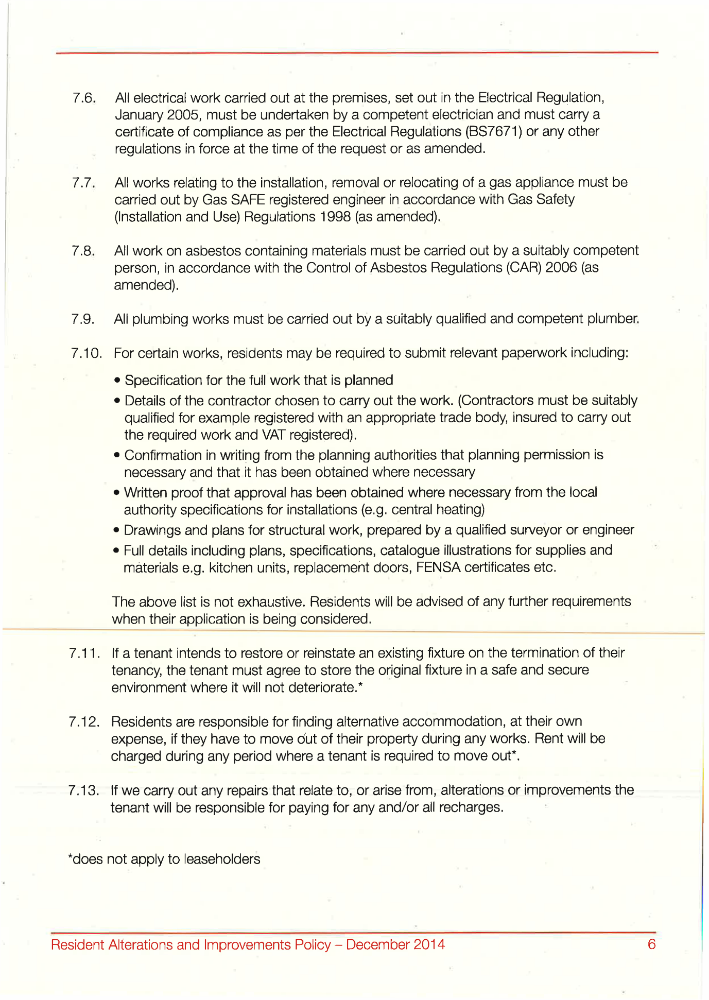 7.6. All electrical work carried out at the premises, set out in the Electrical Regulation,
January 2005, must be undertaken by a competent electrician and must carry a
certificate of compliance as per the Electrical Regulations (BS7671) or any other
regulations in force at the time of the request or as amended.
7.7. All works relating to the installation, removal or relocating of a gas appliance must be
carried out by Gas SAFE registered engineer in accordance with Gas Safety
(Installation and Use) Regulations 1998 (as amended).
7.8. All work on asbestos containing materials must be carried out by a suitably competent
person, in accordance with the Control of Asbestos Regulations (CAR) 2006 (as
amended).
7.9. All plumbing works must be carried out by a suitably qualified and competent plumber.
7.10. For certain works, residents may be required to submit relevant paperwork including:
• Specification for the full work that is planned
• Details of the contractor chosen to carry out the work. (Contractors must be suitably
qualified for example registered with an appropriate trade body, insured to carry out
the required work and VAT registered).
• Confirmation in writing from the planning authorities that planning permission is
necessary and that it has been obtained where necessary
• Written proof that approval has been obtained where necessary from the local
authority specifications for installations (e.g. central heating)
• Drawings and plans for structural work, prepared by a qualified surveyor or engineer
• Full details including plans, specifications, catalogue illustrations for supplies and
materials e.g. kitchen units, replacement doors, FENSA certificates etc.
The above list is not exhaustive. Residents will be advised of any further requirements
when their application is being considered.
7.11. If a tenant intends to restore or reinstate an existing fixture on the termination of their
tenancy, the tenant must agree to store the original fixture in a safe and secure
environment where it will not deteriorate.*
7.12. Residents are responsible for finding alternative accommodation, at their own
expense, if they have to move out of their property during any works. Rent will be
charged during any period where a tenant is required to move out*.
7.13. If we carry out any repairs that relate to, or arise from, alterations or improvements the
tenant will be responsible for paying for any and/or all recharges.
*does not apply to leaseholders
Resident Alterations and Improvements Policy – December 2014 6